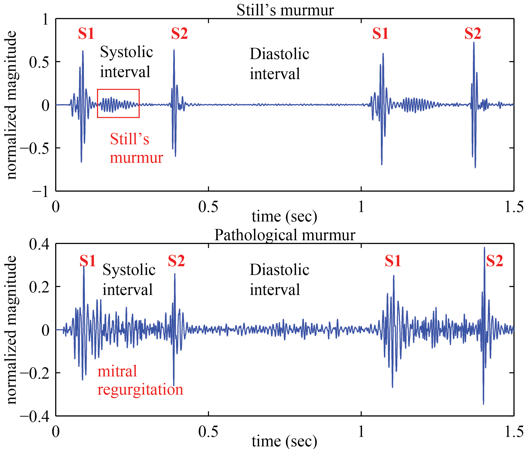 Still's murmur
normalized magnitude
1
0.5
0
−0.5
−1
S1
S2
S1
S2
Systolic
interval
Diastolic
interval
Still's
murmur
0
0.5
1
1.5
time (sec)
Pathological murmur
normalized magnitude
0.4
0.2
0
−0.2
−0.4
S1
S2
S1
S2
Systolic
interval
Diastolic
interval
mitral
regurgitation
0
0.5
1
1.5
time (sec)